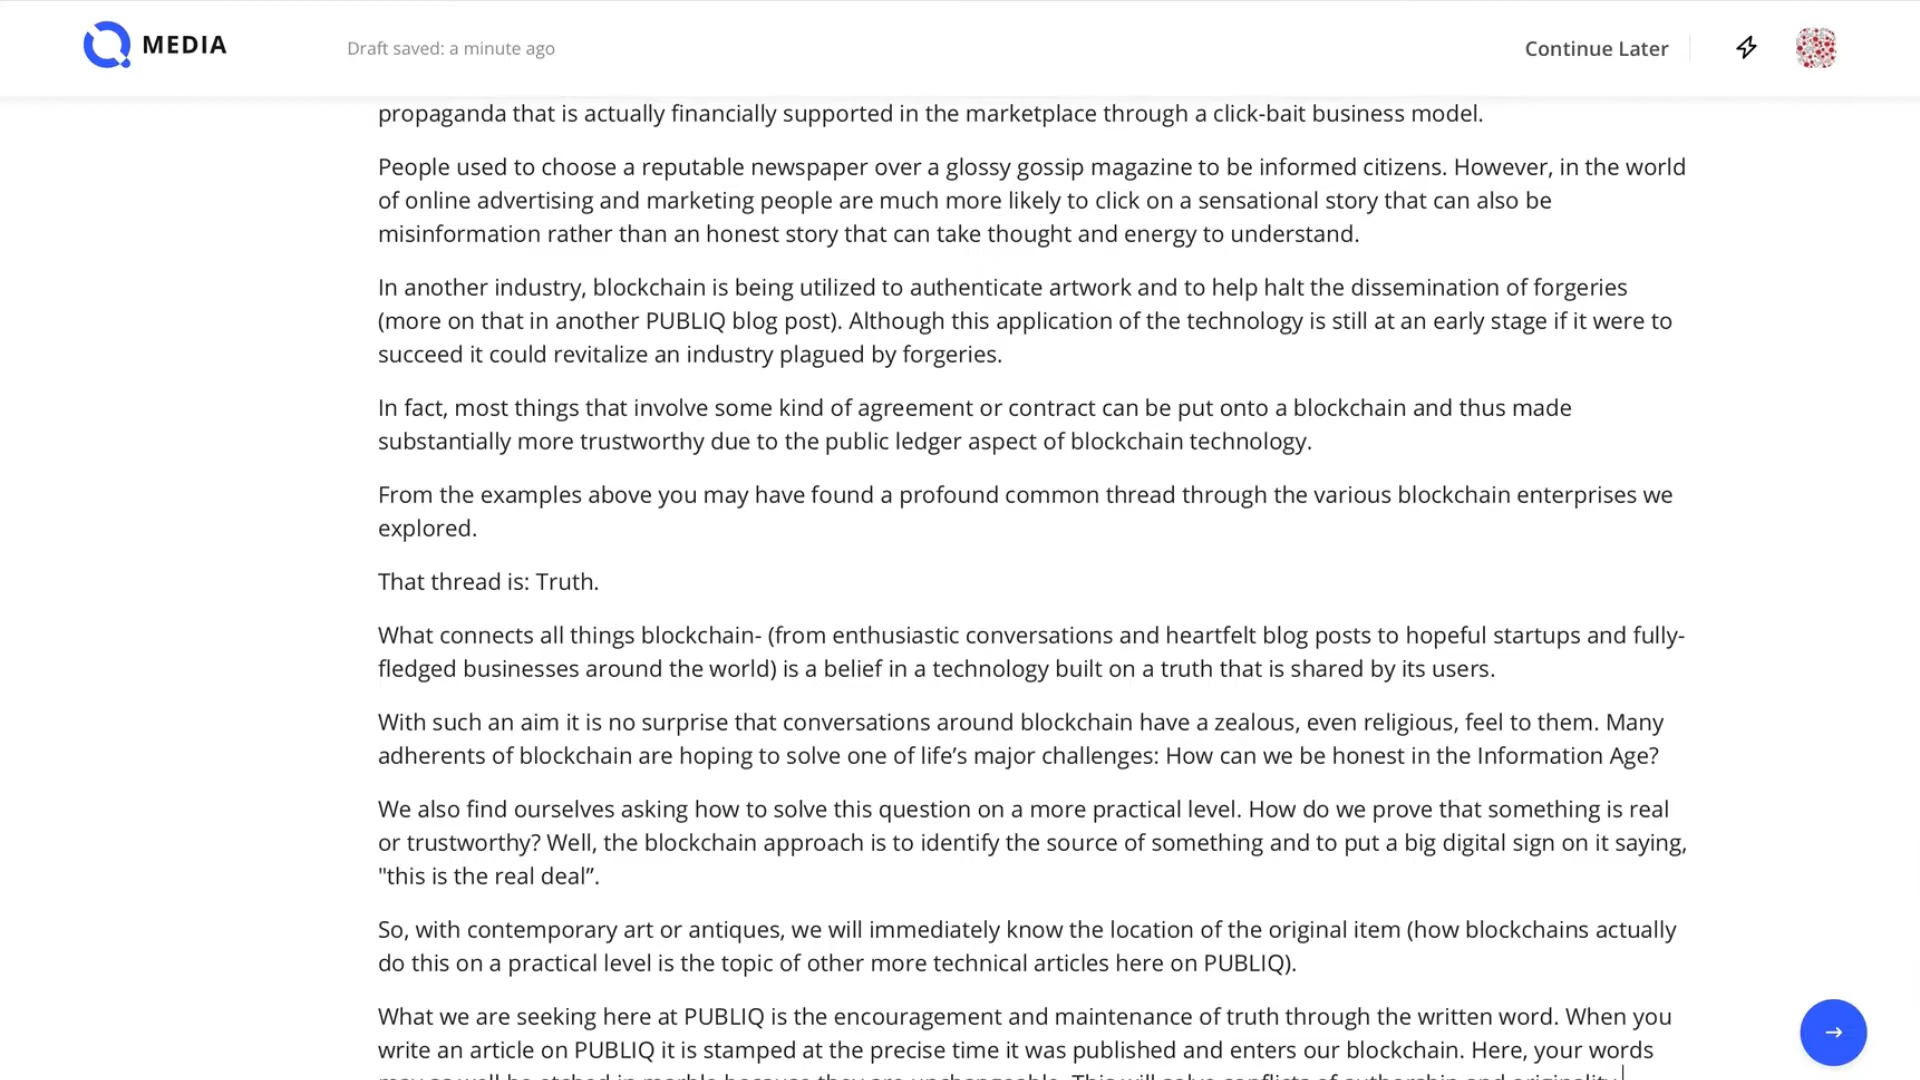 MEDIA
Draft saved: a minute ago
Continue Later
propaganda that is actually financially supported in the marketplace through a click-bait business model.
People used to choose a reputable newspaper over a glossy gossip magazine to be informed citizens. However, in the world
of online advertising and marketing people are much more likely to click on a sensational story that can also be
misinformation rather than an honest story that can take thought and energy to understand.
In another industry, blockchain is being utilized to authenticate artwork and to help halt the dissemination of forgeries
(more on that in another PUBLIQ blog post). Although this application of the technology is still at an early stage if it were to
succeed it could revitalize an industry plagued by forgeries.
In fact, most things that involve some kind of agreement or contract can be put onto a blockchain and thus made
substantially more trustworthy due to the public ledger aspect of blockchain technology.
From the examples above you may have found a profound common thread through the various blockchain enterprises we
explored.
That thread is: Truth.
What connects all things blockchain- (from enthusiastic conversations and heartfelt blog posts to hopeful startups and fully-
fledged businesses around the world) is a belief in a technology built on a truth that is shared by its users.
With such an aim it is no surprise that conversations around blockchain have a zealous, even religious, feel to them. Many
adherents of blockchain are hoping to solve one of life’s major challenges: How can we be honest in the Information Age?
We also find ourselves asking how to solve this question on a more practical level. How do we prove that something is real
or trustworthy? Well, the blockchain approach is to identify the source of something and to put a big digital sign on it saying,
"this is the real deal”.
So, with contemporary art or antiques, we will immediately know the location of the original item (how blockchains actually
do this on a practical level is the topic of other more technical articles here on PUBLIQ).
What we are seeking here at PUBLIQ is the encouragement and maintenance of truth through the written word. When you
write an article on PUBLIQ it is stamped at the precise time it was published and enters our blockchain. Here, your words
may as well be etched in marble because they are unchangeable. This will solve conflicts of authorship and originality.